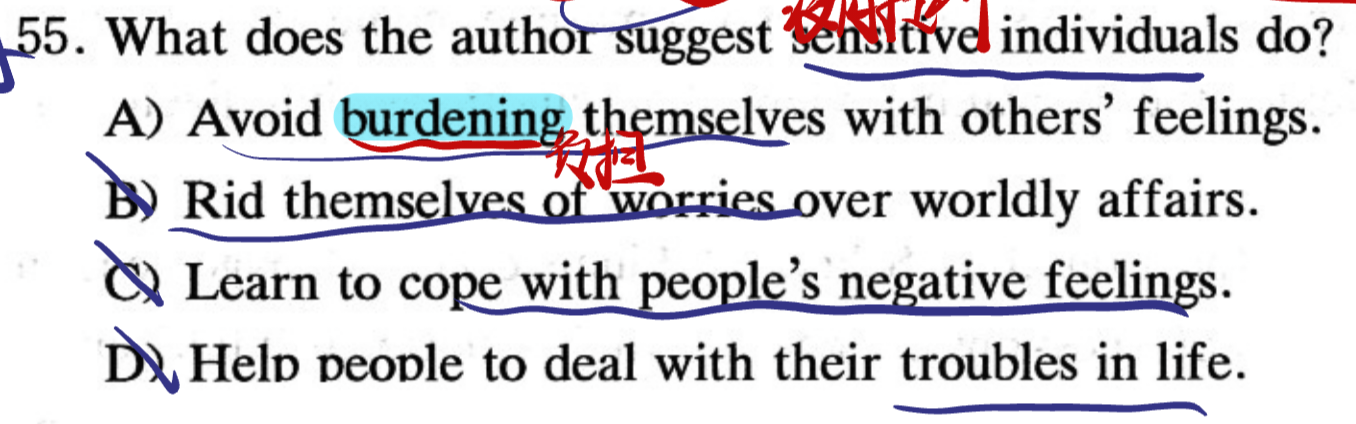 55. What does the author suggest sensitive individuals do?
A) Avoid burdening themselves with others' feelings.
负担
B) Rid themselves of worries over worldly affairs.
C) Learn to cope with people's negative feelings.
D) Help people to deal with their troubles in life.